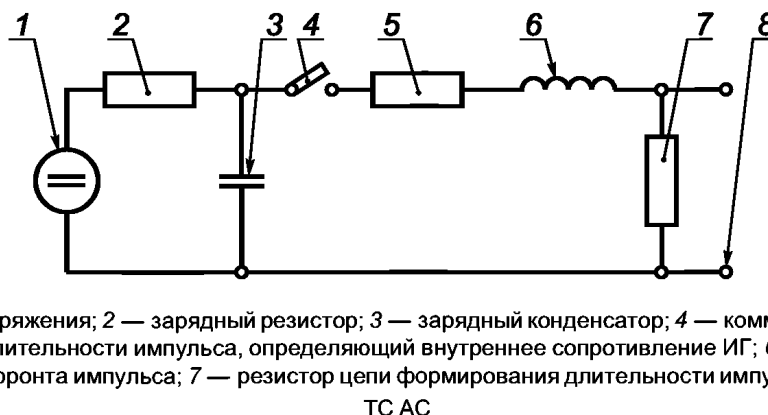 1 2 3 4 5 6 7 8
ряжения; 2 — зарядный резистор; 3 — зарядный конденсатор; 4 — комм
лительности импульса, определяющий внутреннее сопротивление ИГ;
ронта импульса; 7 — резистор цепи формирования длительности импу
ТС АС